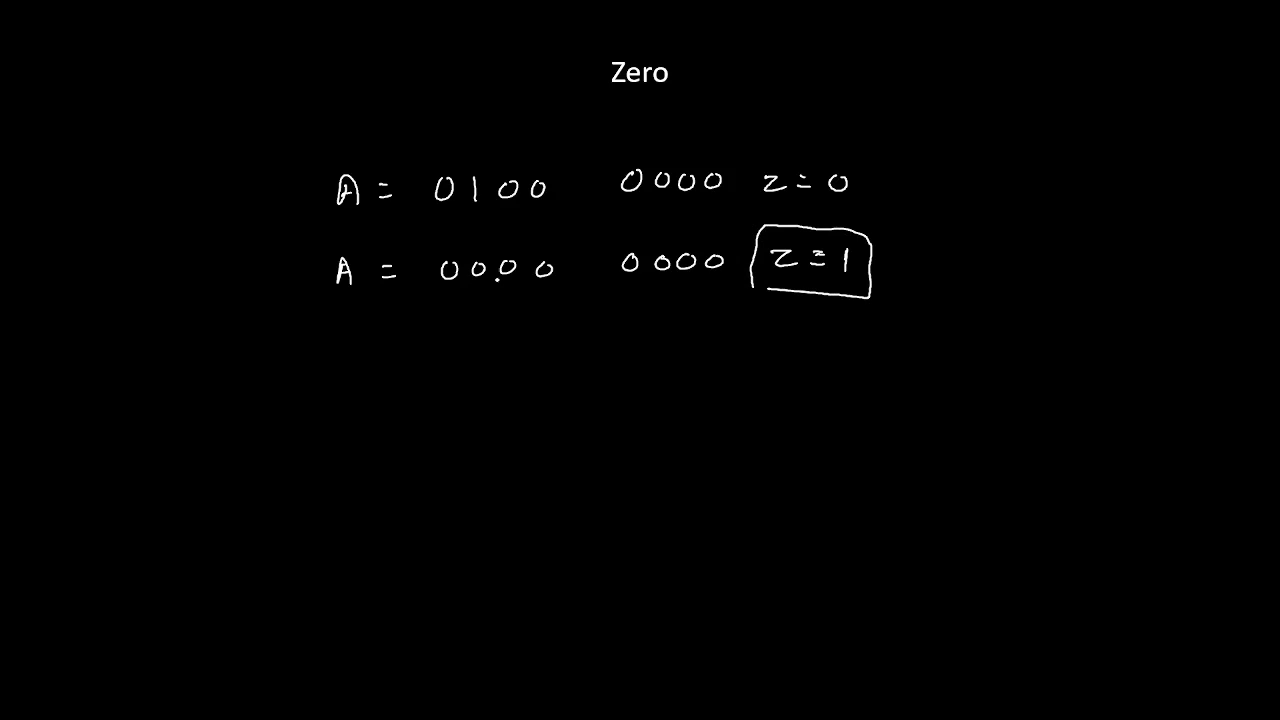 Zero
A = 0100 0000 z = 0
A = 0000 0000 z = 1